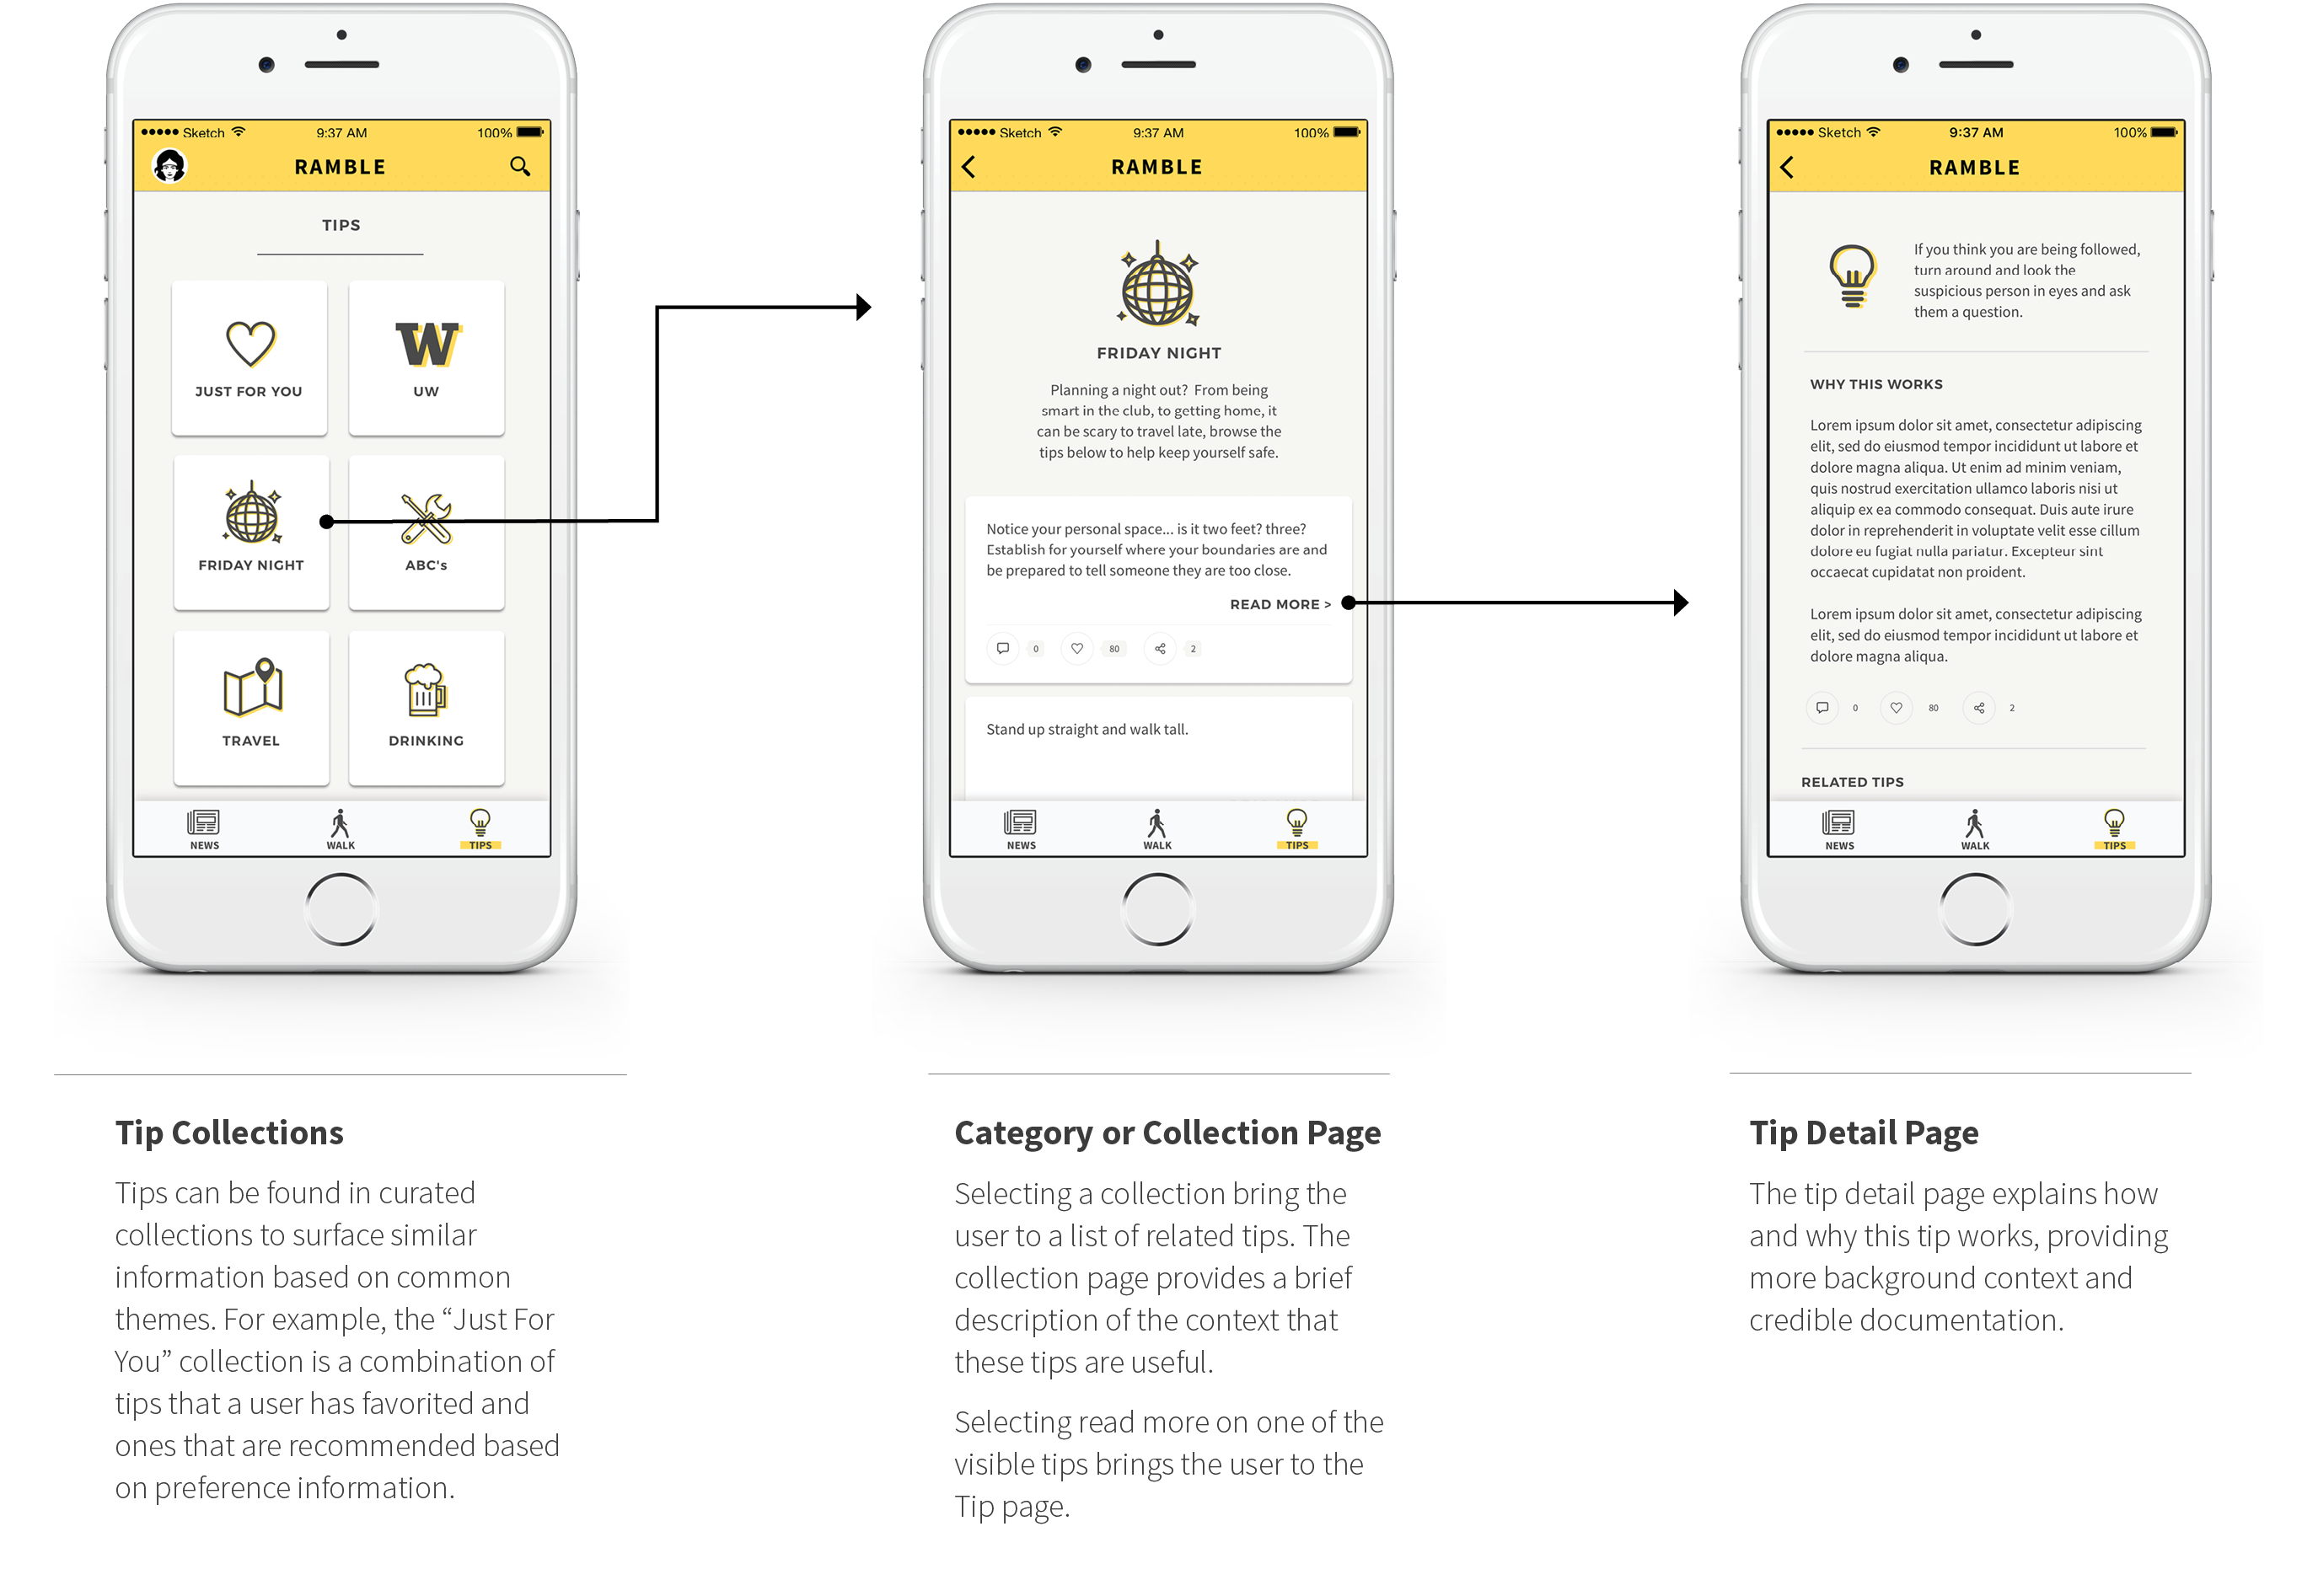 Sketch 9:37 AM 100%
RAMBLE
TIPS
JUST FOR YOU
UW
FRIDAY NIGHT
ABC's
TRAVEL
DRINKING
NEWS WALK TIPS
Sketch 9:37 AM 100%
RAMBLE
FRIDAY NIGHT
Planning a night out? From being
smart in the club, to getting home, it
can be scary to travel late, browse the
tips below to help keep yourself safe.
Notice your personal space... is it two feet? three?
Establish for yourself where your boundaries are and
be prepared to tell someone they are too close.
READ MORE >
0 80 2
Stand up straight and walk tall.
NEWS WALK TIPS
Sketch 9:37 AM 100%
RAMBLE
If you think you are being followed,
turn around and look the
suspicious person in eyes and ask
them a question.
WHY THIS WORKS
Lorem ipsum dolor sit amet, consectetur adipiscing
elit, sed do eiusmod tempor incididunt ut labore et
dolore magna aliqua. Ut enim ad minim veniam,
quis nostrud exercitation ullamco laboris nisi ut
aliquip ex ea commodo consequat. Duis aute irure
dolor in reprehenderit in voluptate velit esse cillum
dolore eu fugiat nulla pariatur. Excepteur sint
occaecat cupidatat non proident.
Lorem ipsum dolor sit amet, consectetur adipiscing
elit, sed do eiusmod tempor incididunt ut labore et
dolore magna aliqua.
0 80 2
RELATED TIPS
NEWS WALK TIPS
Tip Collections
Tips can be found in curated
collections to surface similar
information based on common
themes. For example, the “Just For
You” collection is a combination of
tips that a user has favorited and
ones that are recommended based
on preference information.
Category or Collection Page
Selecting a collection bring the
user to a list of related tips. The
collection page provides a brief
description of the context that
these tips are useful.
Selecting read more on one of the
visible tips brings the user to the
Tip page.
Tip Detail Page
The tip detail page explains how
and why this tip works, providing
more background context and
credible documentation.